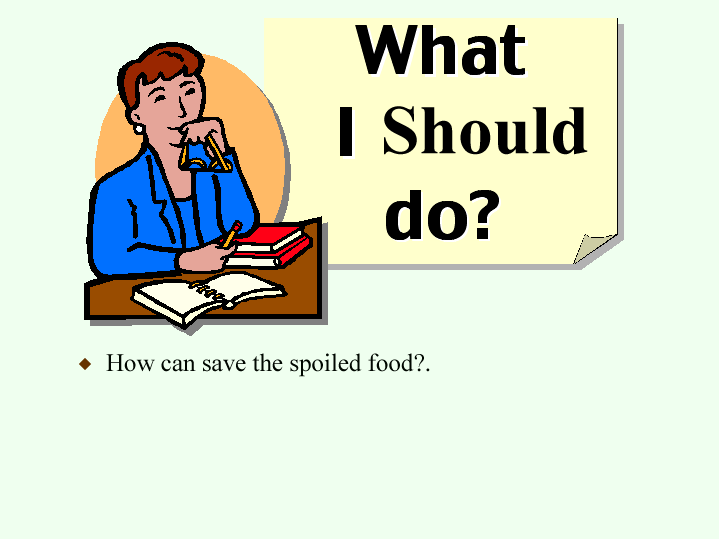 What
I Should
do?
How can save the spoiled food?.